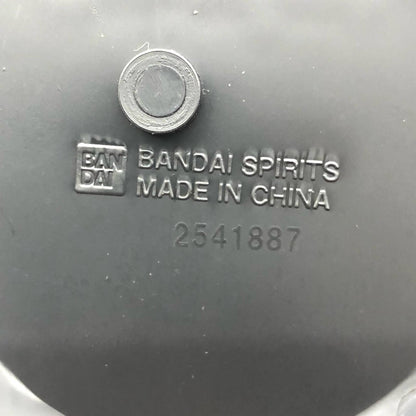 BAN DAI BANDAI SPIRITS
MADE IN CHINA
2541887